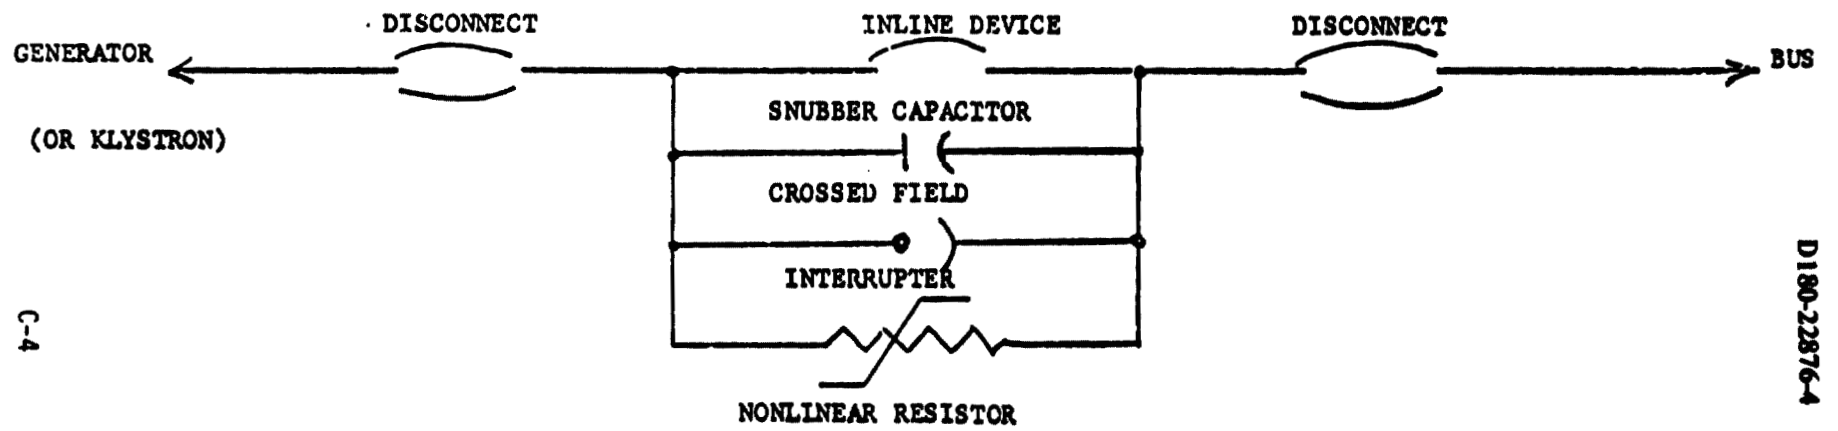 DISCONNECT
INLINE DEVICE
DISCONNECT
GENERATOR
BUS
(OR KLYSTRON)
SNUBBER CAPACITOR
CROSSED FIELD
INTERRUPTER
NONLINEAR RESISTOR
C-4
D180-22876-4